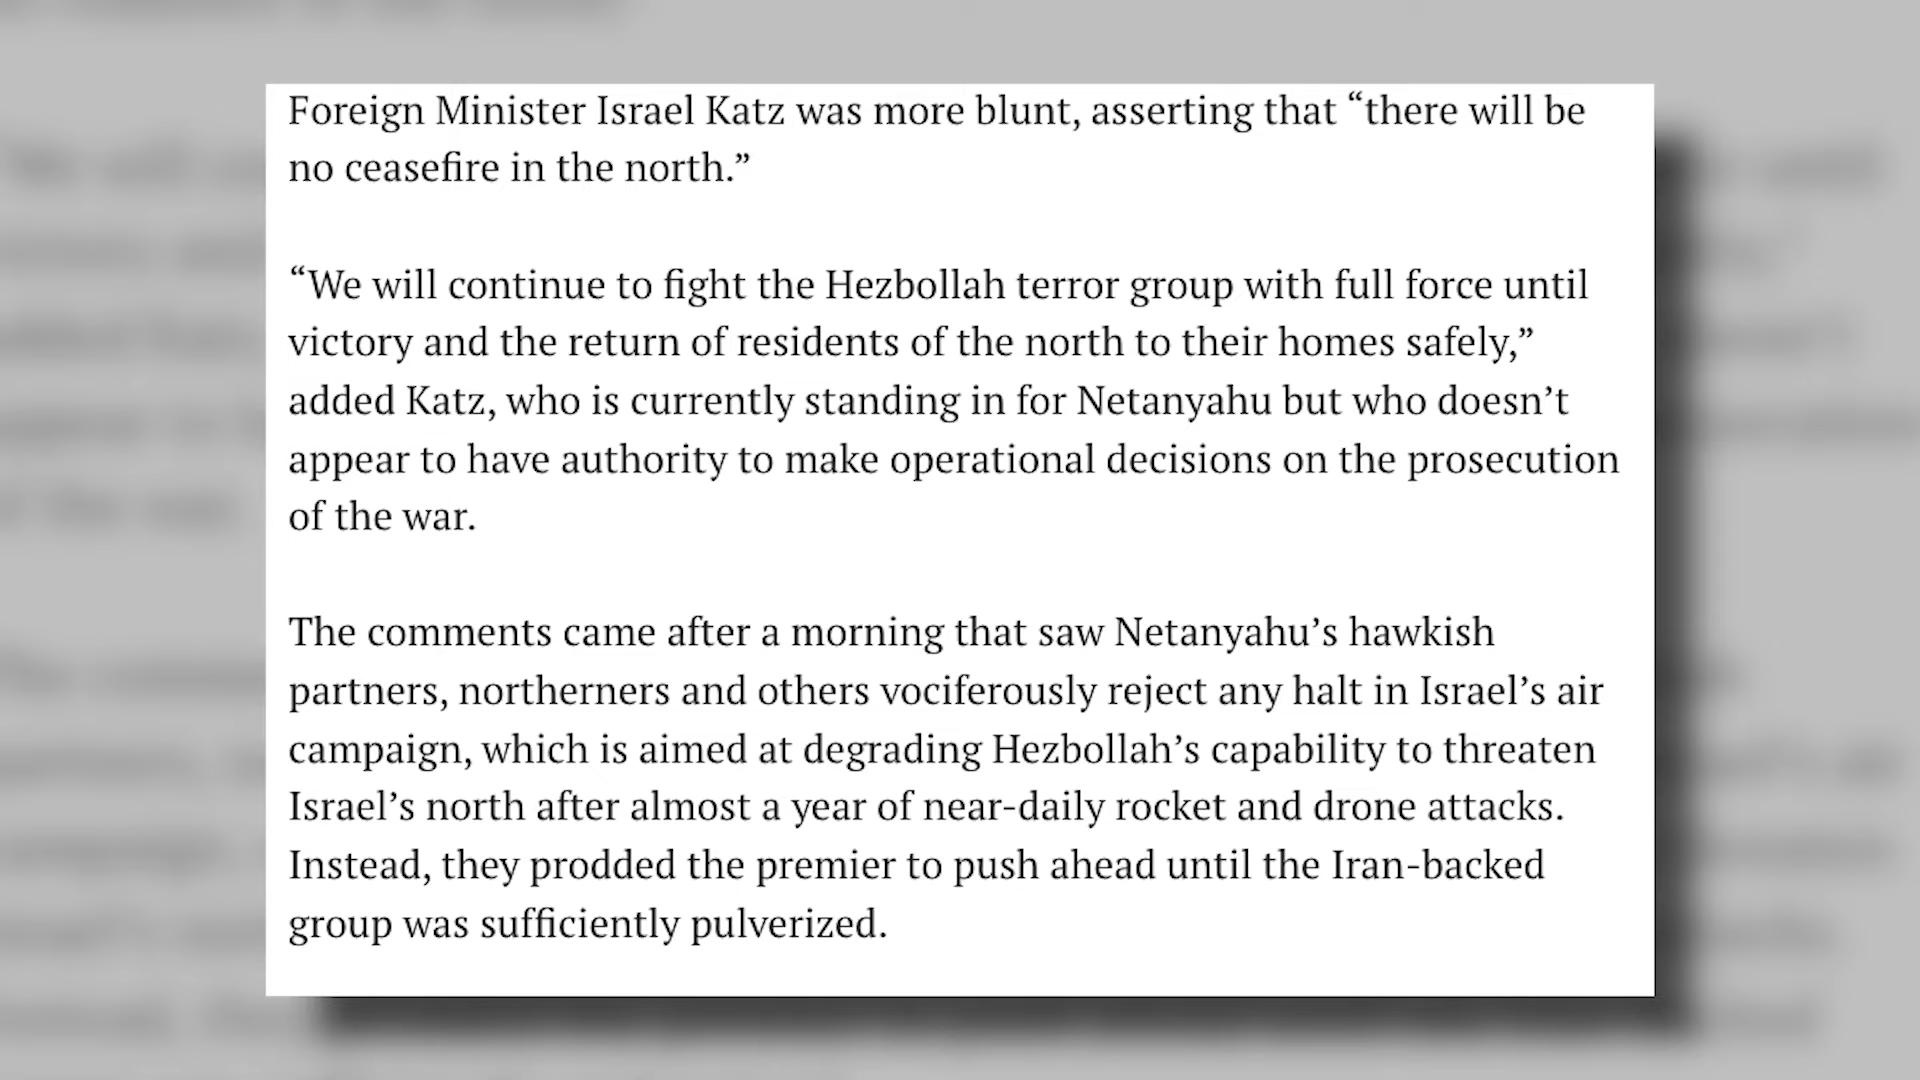 Foreign Minister Israel Katz was more blunt, asserting that “there will be
no ceasefire in the north.”
“We will continue to fight the Hezbollah terror group with full force until
victory and the return of residents of the north to their homes safely,”
added Katz, who is currently standing in for Netanyahu but who doesn’t
appear to have authority to make operational decisions on the prosecution
of the war.
The comments came after a morning that saw Netanyahu’s hawkish
partners, northerners and others vociferously reject any halt in Israel’s air
campaign, which is aimed at degrading Hezbollah’s capability to threaten
Israel’s north after almost a year of near-daily rocket and drone attacks.
Instead, they prodded the premier to push ahead until the Iran-backed
group was sufficiently pulverized.